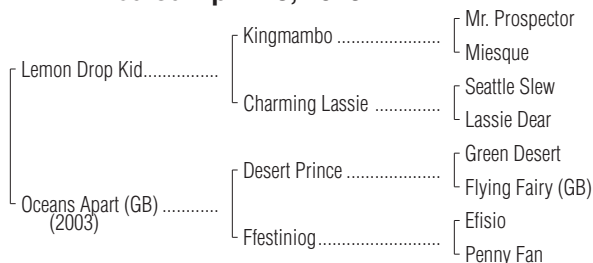 Mr. Prospector
Kingmambo
Miesque
Lemon Drop Kid
Seattle Slew
Charming Lassie
Lassie Dear
Green Desert
Desert Prince
Flying Fairy (GB)
Oceans Apart (GB)
(2003)
Efisio
Ffestiniog
Penny Fan